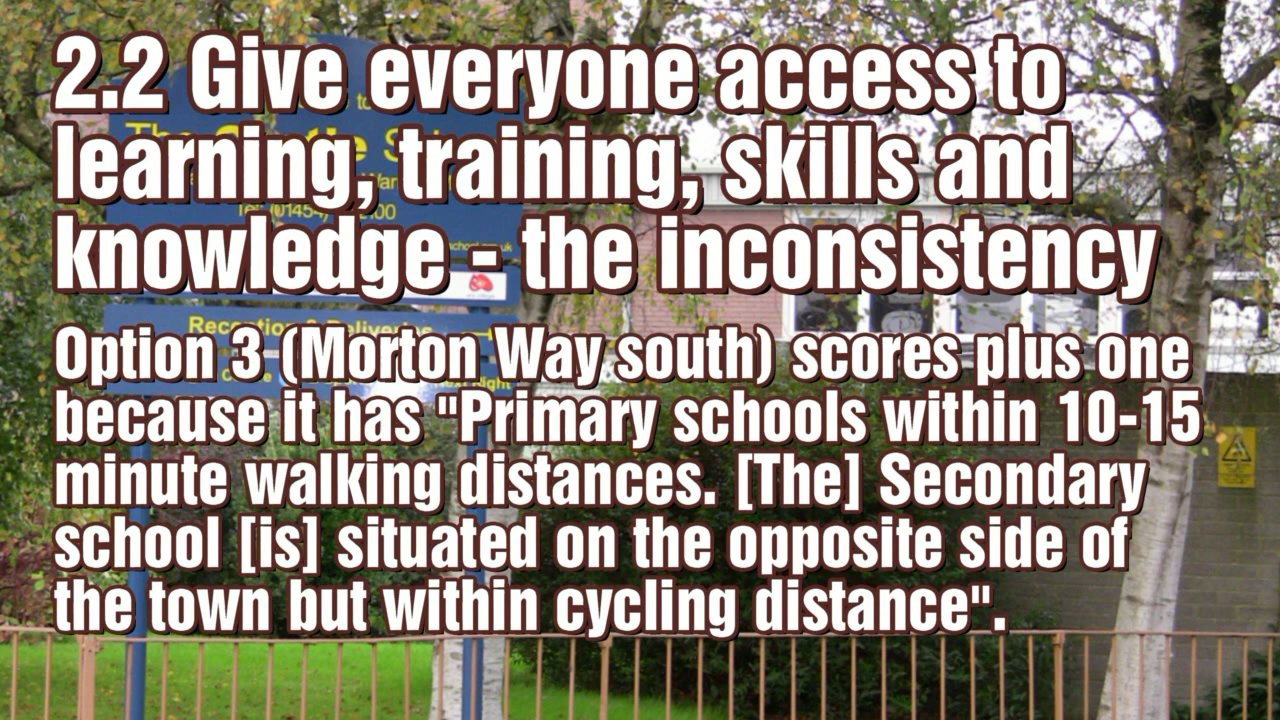 2.2 Give everyone access to
learning, training, skills and
knowledge - the inconsistency
Option 3 (Morton Way south) scores plus one
because it has "Primary schools within 10-15
minute walking distances. [The] Secondary
school [is] situated on the opposite side of
the town but within cycling distance".